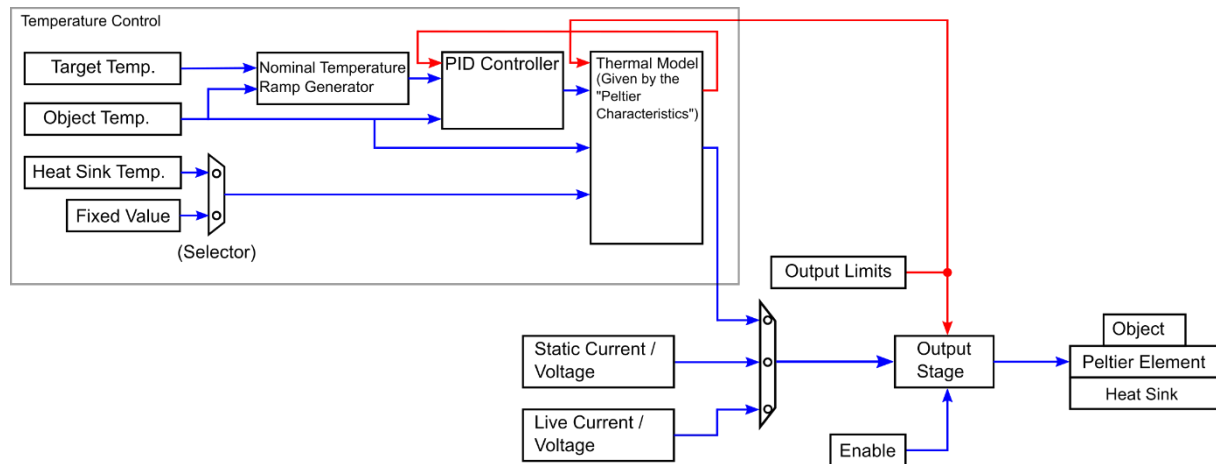 Temperature Control
Target Temp.
Nominal Temperature
Ramp Generator
PID Controller
Thermal Model
(Given by the
"Peltier
Characteristics")
Object Temp.
Heat Sink Temp.
Fixed Value
(Selector)
Output Limits
Static Current /
Voltage
Output
Stage
Object
Peltier Element
Heat Sink
Live Current /
Voltage
Enable